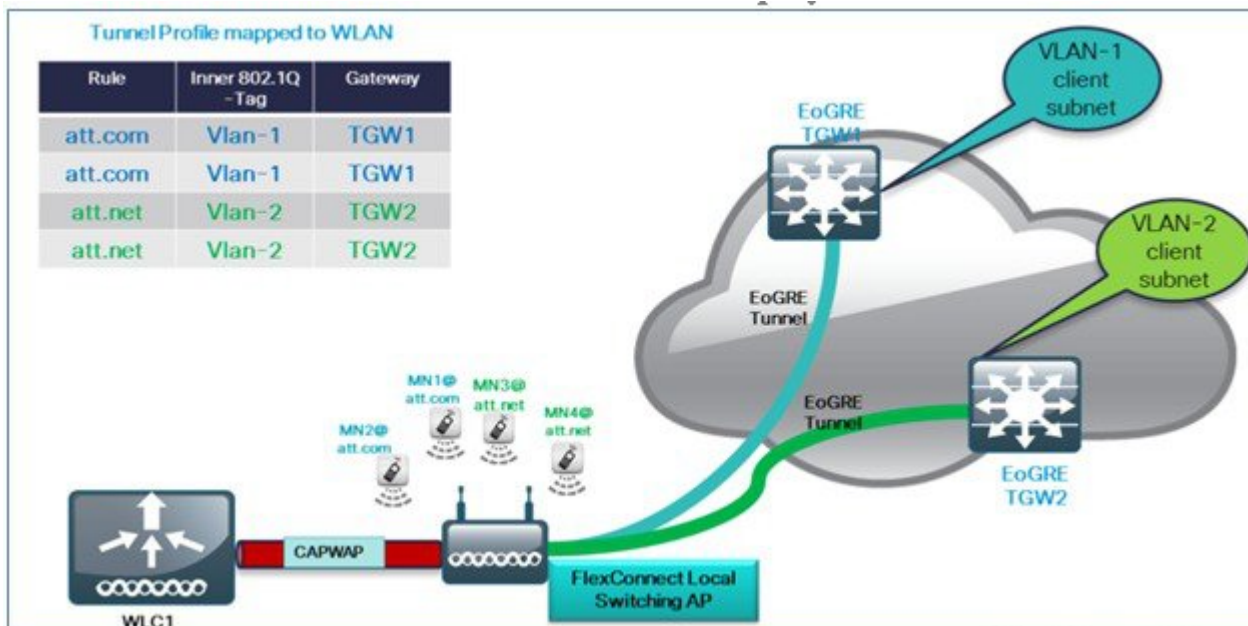 Tunnel Profile mapped to WLAN
Rule
Inner 802.1Q
-Tag
Gateway
att.com Vlan-1 TGW1
att.com Vlan-1 TGW1
att.net Vlan-2 TGW2
att.net Vlan-2 TGW2
EoGRE
TGW1
VLAN-1
client
subnet
VLAN-2
client
subnet
EoGRE
Tunnel
EoGRE
Tunnel
EoGRE
TGW2
MN1@
att.com
MN3@
att.net
MN2@
att.com
MN4@
att.net
CAPWAP
FlexConnect Local
Switching AP
WLC1